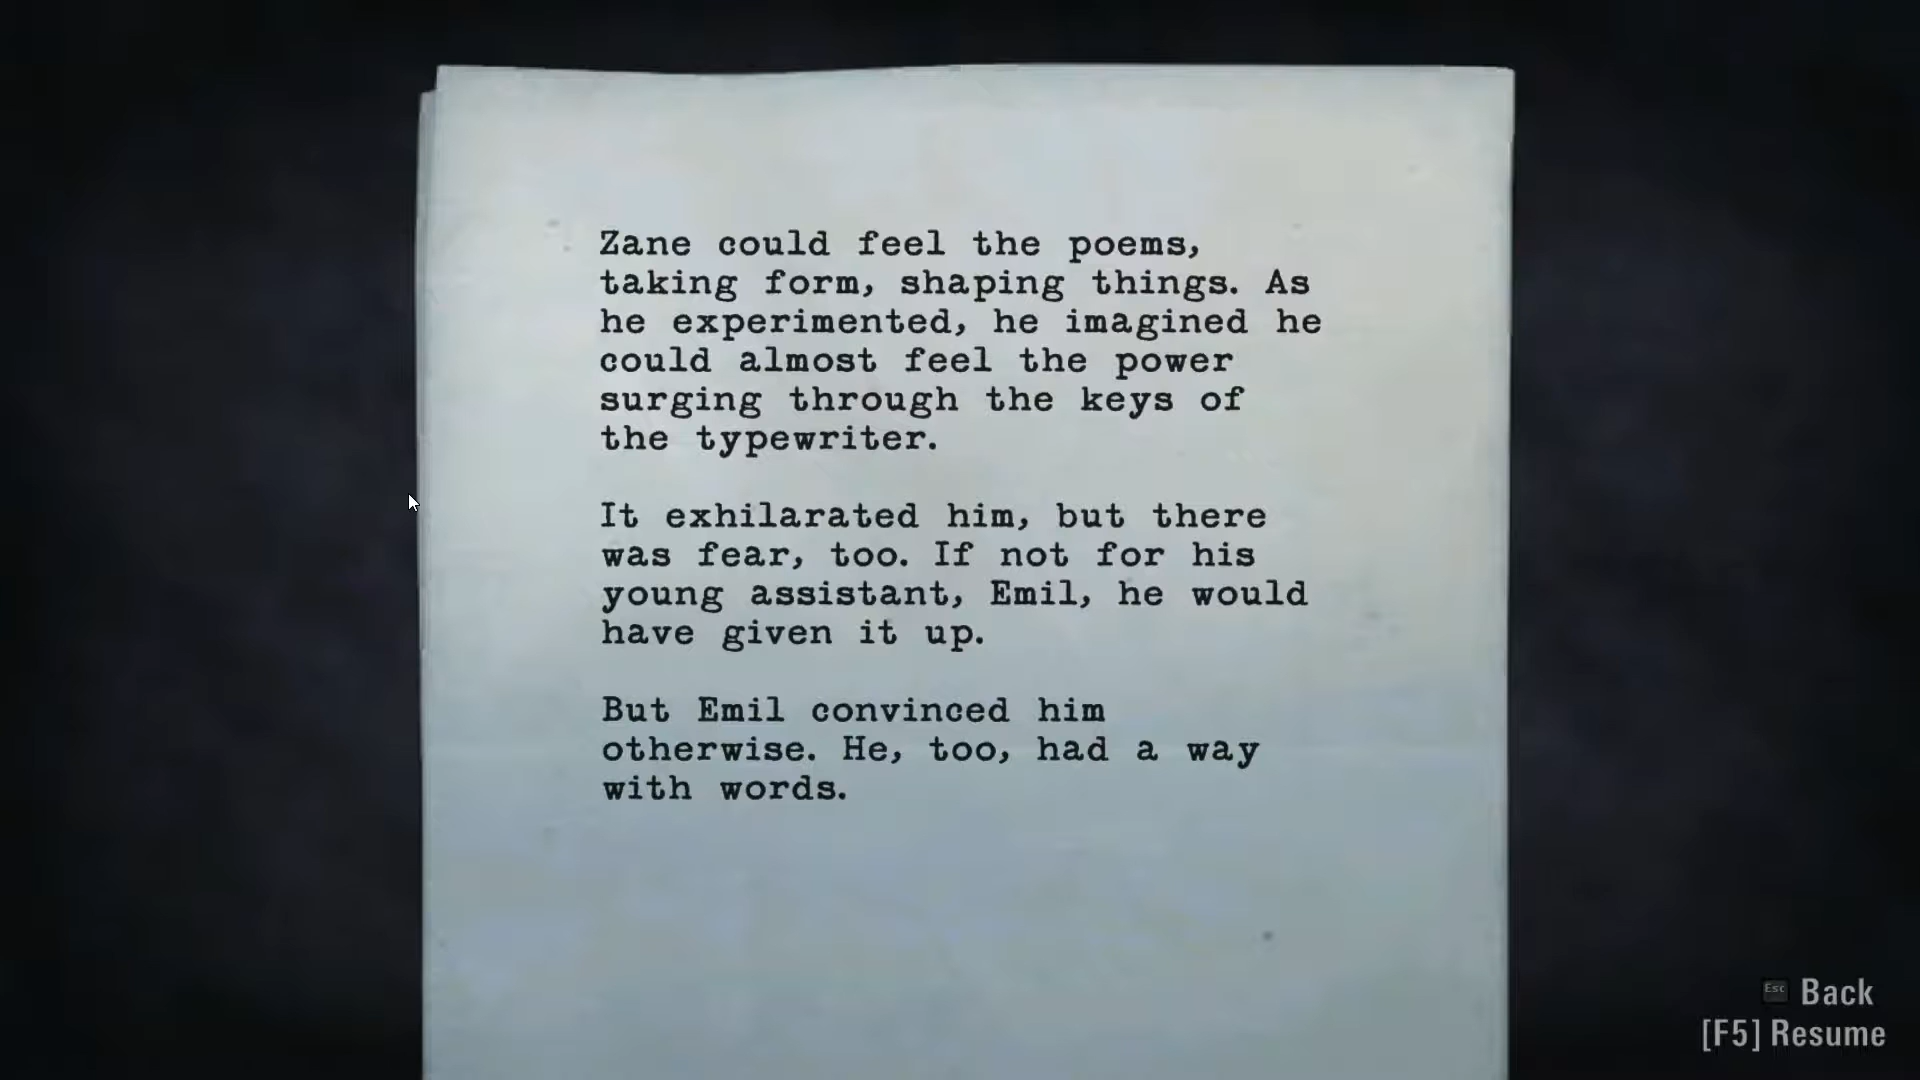 Zane could feel the poems,
taking form, shaping things. As
he experimented, he imagined he
could almost feel the power
surging through the keys of
the typewriter.
It exhilarated him, but there
was fear, too. If not for his
young assistant, Emil, he would
have given it up.
But Emil convinced him
otherwise. He, too, had a way
with words.
Esc Back
[F5] Resume